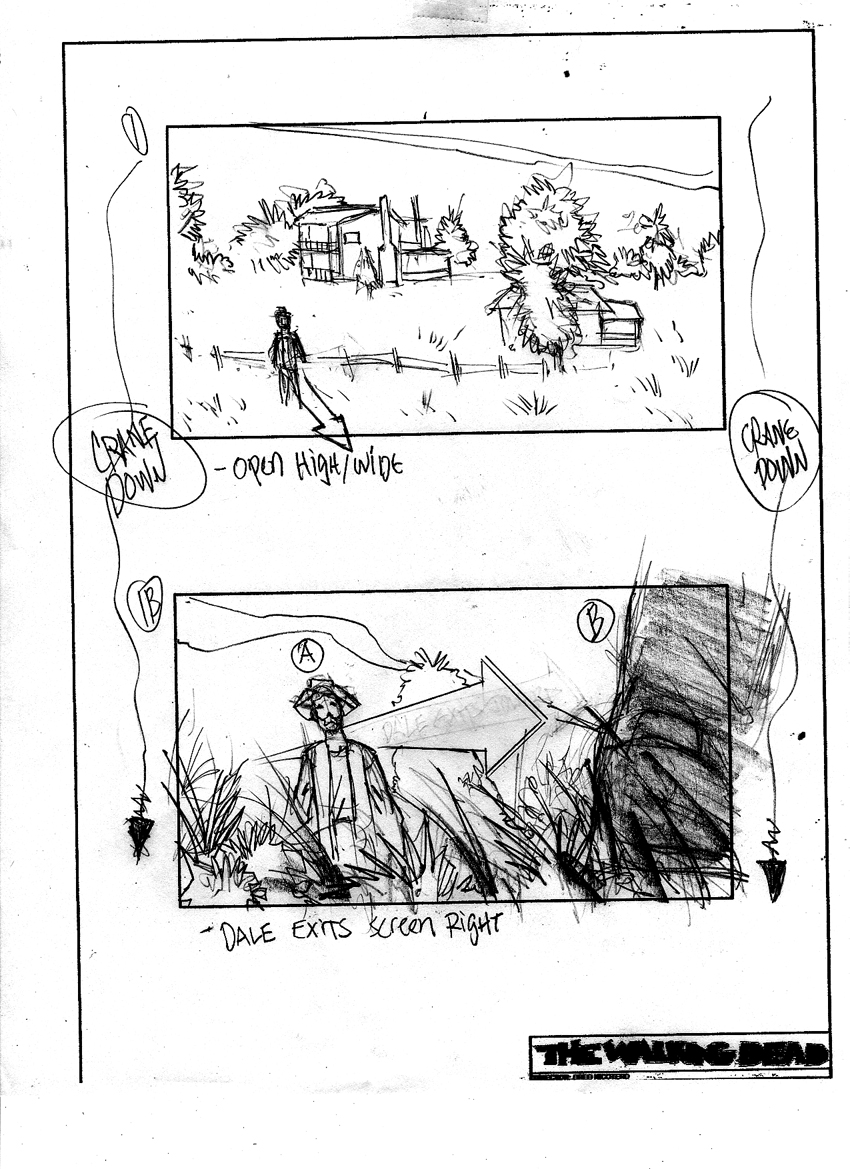 1
CRANE
DOWN
CRANE
DOWN
- OPEN HigH/WiDE
1B
A
B
- DALE EXiTS ScreEn RigHT
THE WALKING DEAD